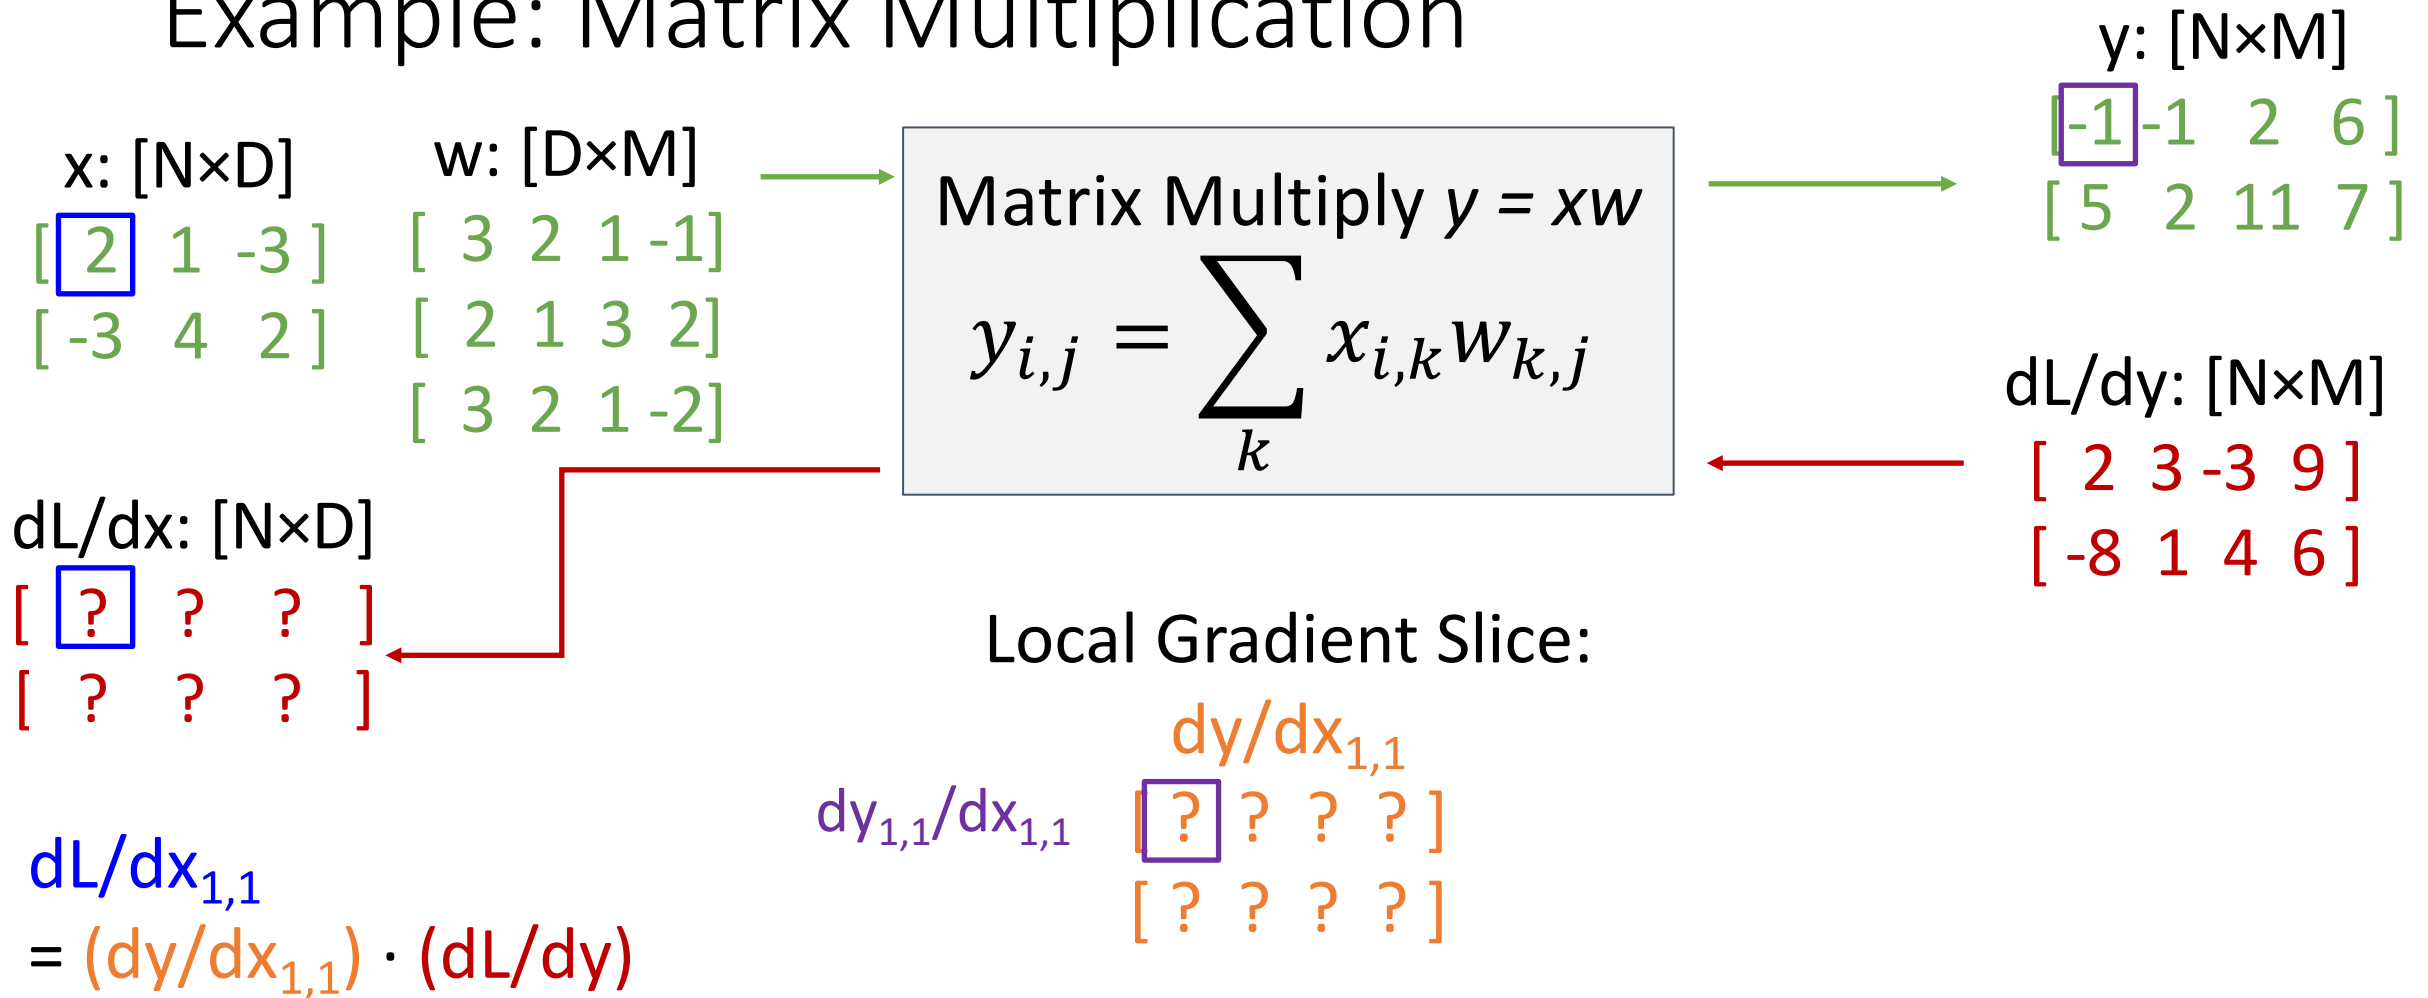 Example: Matrix Multiplication
x: [N×D]
[ 2 1 -3 ]
[ -3 4 2 ]
w: [D×M]
[ 3 2 1 -1]
[ 2 1 3 2]
[ 3 2 1 -2]
Matrix Multiply y = xw
y_{i,j} = ∑_k x_{i,k} w_{k,j}
y: [N×M]
[ -1 -1 2 6 ]
[ 5 2 11 7 ]
dL/dy: [N×M]
[ 2 3 -3 9 ]
[ -8 1 4 6 ]
dL/dx: [N×D]
[ ? ? ? ]
[ ? ? ? ]
Local Gradient Slice:
dy/dx_{1,1}
dy_{1,1}/dx_{1,1}
[ ? ? ? ? ]
[ ? ? ? ? ]
dL/dx_{1,1}
= (dy/dx_{1,1}) · (dL/dy)